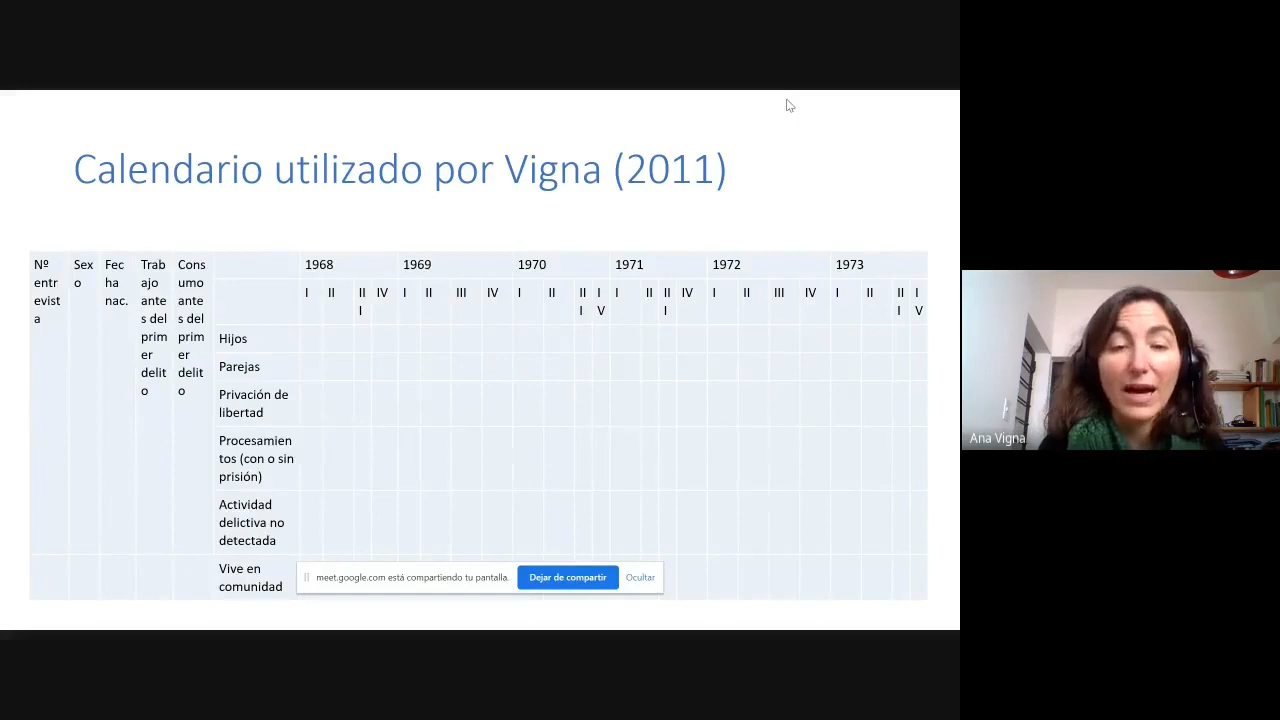 Calendario utilizado por Vigna (2011)
Nº
entr
evist
a
Sex
o
Fec
ha
nac.
Trab
ajo
ante
s del
prim
er
delit
o
Cons
umo
ante
s del
prim
er
delit
o
1968 1969 1970 1971 1972 1973
I II II
I IV I II III IV I II II
I I
V I II II
I IV I II III IV I II II
I I
V
Hijos
Parejas
Privación de
libertad
Procesamien
tos (con o sin
prisión)
Actividad
delictiva no
detectada
Vive en
comunidad
meet.google.com está compartiendo tu pantalla. Dejar de compartir Ocultar
Ana Vigna